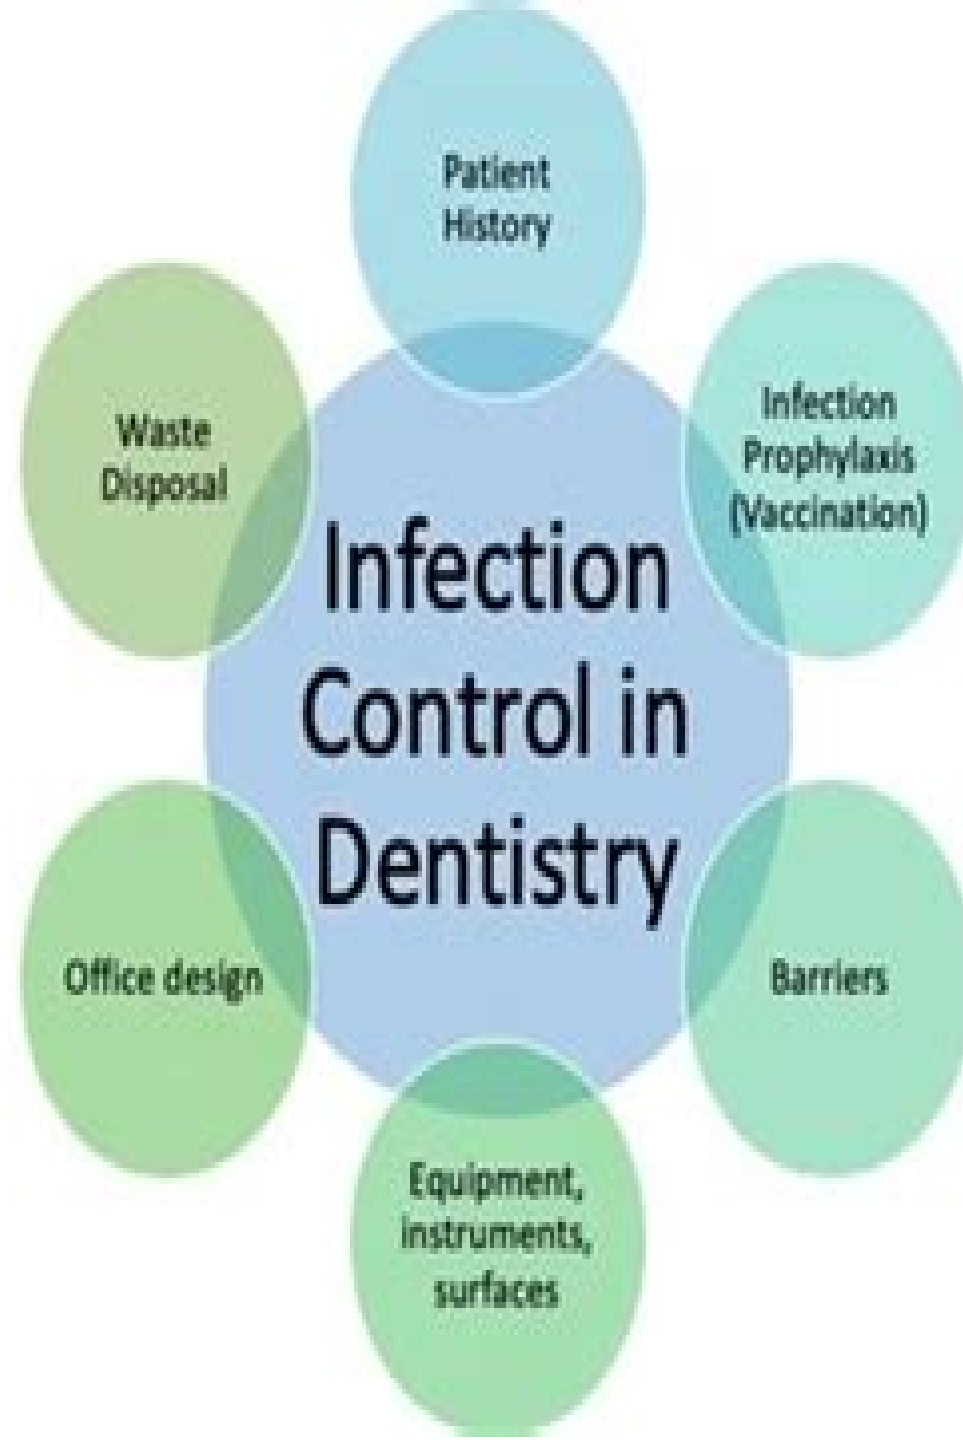 Patient
History
Infection
Prophylaxis
(Vaccination)
Waste
Disposal
Infection
Control in
Dentistry
Office design
Barriers
Equipment,
instruments,
surfaces